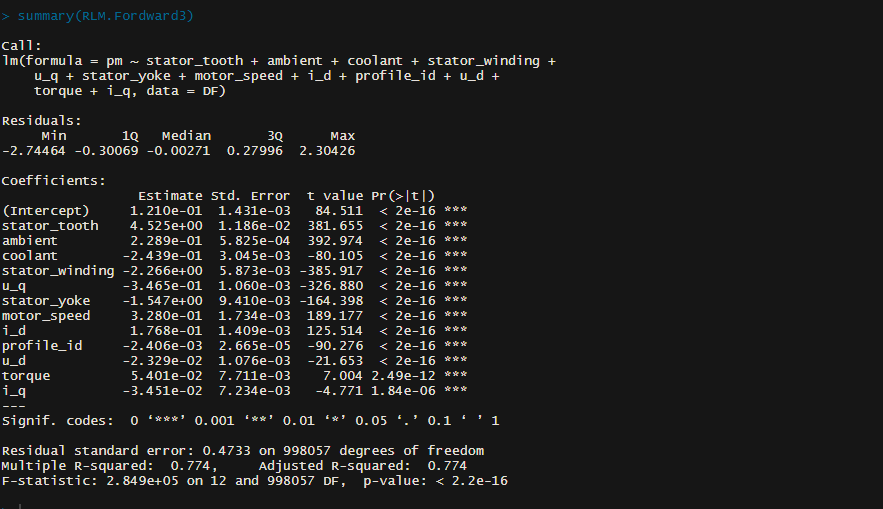 > summary(RLM.Fordward3)
Call:
lm(formula = pm ~ stator_tooth + ambient + coolant + stator_winding +
    u_q + stator_yoke + motor_speed + i_d + profile_id + u_d +
    torque + i_q, data = DF)
Residuals:
     Min       1Q   Median       3Q      Max
-2.74464 -0.30069 -0.00271  0.27996  2.30426
Coefficients:
                 Estimate Std. Error  t value Pr(>|t|)
(Intercept)     1.210e-01  1.431e-03   84.511  < 2e-16 ***
stator_tooth    4.525e+00  1.186e-02  381.655  < 2e-16 ***
ambient         2.289e-01  5.825e-04  392.974  < 2e-16 ***
coolant        -2.439e-01  3.045e-03  -80.105  < 2e-16 ***
stator_winding -2.266e+00  5.873e-03 -385.917  < 2e-16 ***
u_q            -3.465e-01  1.060e-03 -326.880  < 2e-16 ***
stator_yoke    -1.547e+00  9.410e-03 -164.398  < 2e-16 ***
motor_speed     3.280e-01  1.734e-03  189.177  < 2e-16 ***
i_d             1.768e-01  1.409e-03  125.514  < 2e-16 ***
profile_id     -2.406e-03  2.665e-05  -90.276  < 2e-16 ***
u_d            -2.329e-02  1.076e-03  -21.653  < 2e-16 ***
torque          5.401e-02  7.711e-03    7.004 2.49e-12 ***
i_q            -3.451e-02  7.234e-03   -4.771 1.84e-06 ***
---
Signif. codes:  0 ‘***’ 0.001 ‘**’ 0.01 ‘*’ 0.05 ‘.’ 0.1 ‘ ’ 1
Residual standard error: 0.4733 on 998057 degrees of freedom
Multiple R-squared:  0.774,     Adjusted R-squared:  0.774
F-statistic: 2.849e+05 on 12 and 998057 DF,  p-value: < 2.2e-16